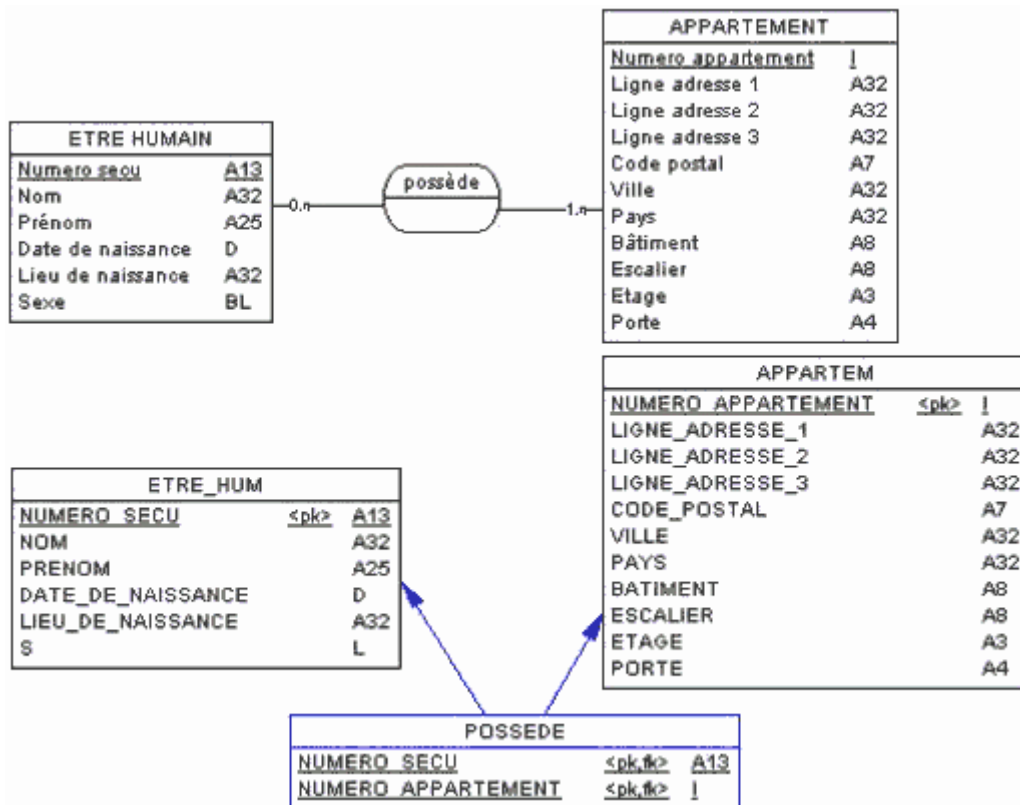 APPARTEMENT
Numero appartement I
Ligne adresse 1 A32
Ligne adresse 2 A32
Ligne adresse 3 A32
Code postal A7
Ville A32
Pays A32
Bâtiment A8
Escalier A8
Etage A3
Porte A4
ETRE HUMAIN
Numero secu A13
Nom A32
Prénom A25
Date de naissance D
Lieu de naissance A32
Sexe BL
0,n
possède
1,n
APPARTEM
NUMERO_APPARTEMENT <pk> I
LIGNE_ADRESSE_1 A32
LIGNE_ADRESSE_2 A32
LIGNE_ADRESSE_3 A32
CODE_POSTAL A7
VILLE A32
PAYS A32
BATIMENT A8
ESCALIER A8
ETAGE A3
PORTE A4
ETRE_HUM
NUMERO_SECU <pk> A13
NOM A32
PRENOM A25
DATE_DE_NAISSANCE D
LIEU_DE_NAISSANCE A32
S L
POSSEDE
NUMERO_SECU <pk,fk> A13
NUMERO_APPARTEMENT <pk,fk> I